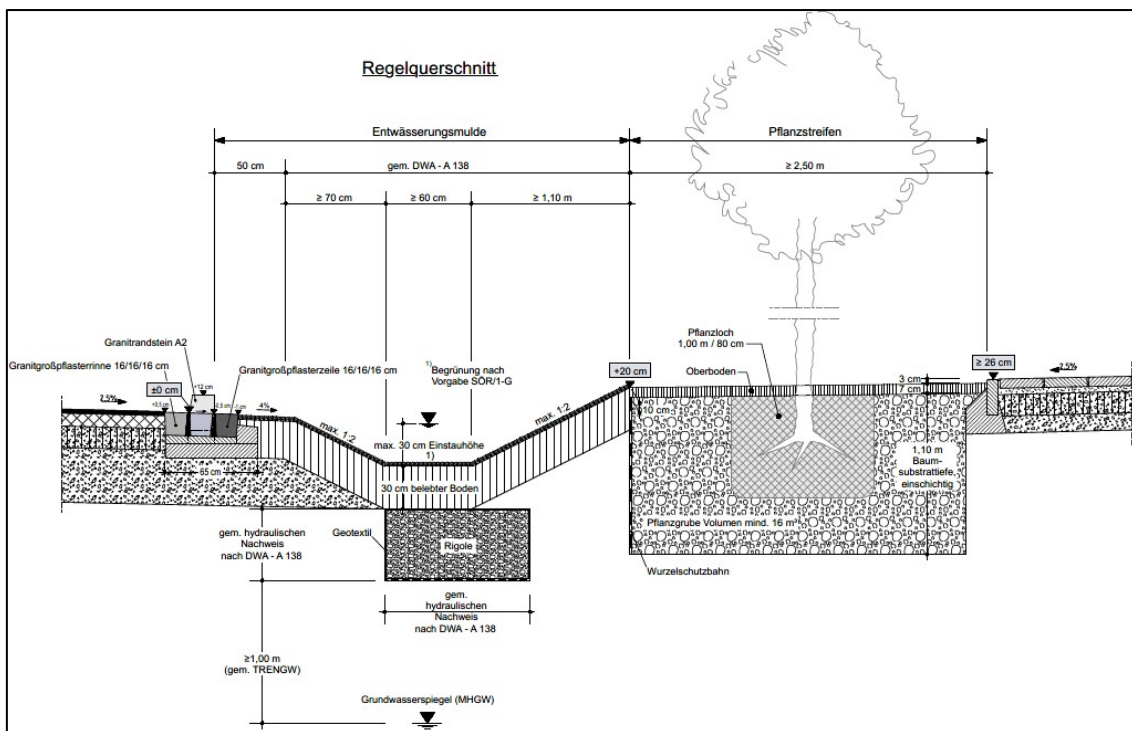 Regelquerschnitt
Entwässerungsmulde
Pflanzstreifen
50 cm
gem. DWA - A 138
≥ 2,50 m
≥ 70 cm
≥ 60 cm
≥ 1,10 m
Granitrandstein A2
Granitgroßpflasterrinne 16/16/16 cm
±0 cm
+12 cm
Granitgroßpflasterzeile 16/16/16 cm
1) Begrünung nach
Vorgabe SÖR/1-G
+20 cm
Pflanzloch
1,00 m / 80 cm
Oberboden
≥ 26 cm
3 cm
7 cm
2,5%
2,5%
+0,5 cm
4%
10 cm
max. 1:2
max. 1:2
max. 30 cm Einstauhöhe
1)
30 cm belebter Boden
65 cm
1,10 m
Baum-
substrattiefe,
einschichtig
Pflanzgrube Volumen mind. 16 m³
gem. hydraulischen
Nachweis
nach DWA - A 138
Geotextil
Rigole
Wurzelschutzbahn
gem.
hydraulischen
Nachweis
nach DWA - A 138
≥1,00 m
(gem. TRENGW)
Grundwasserspiegel (MHGW)